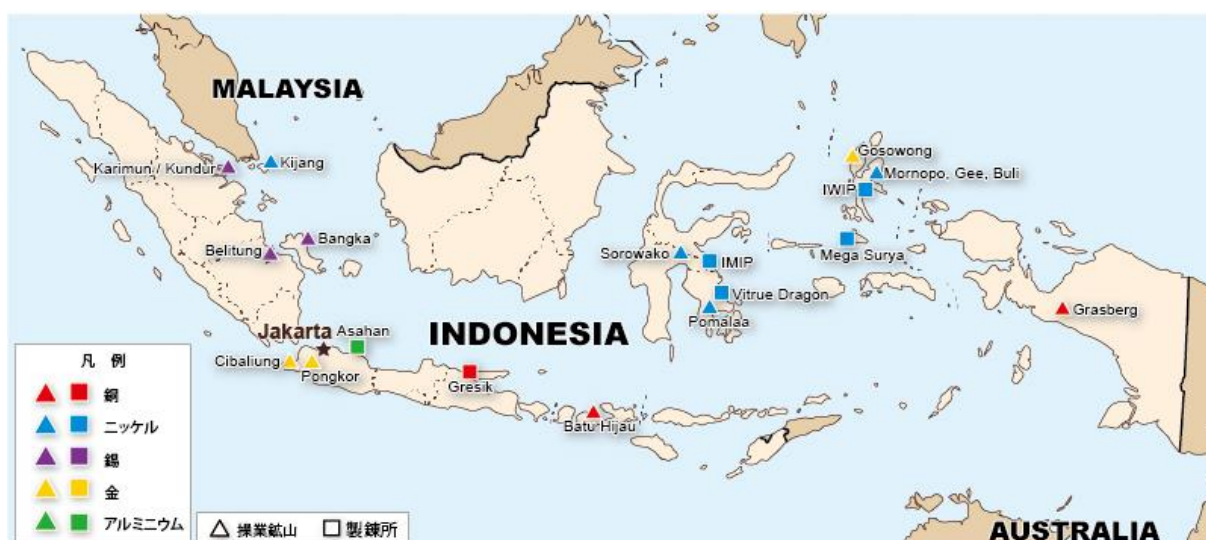 MALAYSIA
Gosowong
Karimun / Kundur
Kijang
Mornopo, Gee, Buli
IWIP
Bangka
Belitung
Sorowako
IMIP
Mega Surya
Vitrue Dragon
Pomalaa
Grasberg
Jakarta
Asahan
INDONESIA
Cibaliung
Pongkor
Gresik
Batu Hijau
凡 例
銅
ニッケル
錫
金
アルミニウム
操業鉱山 製錬所
AUSTRALIA